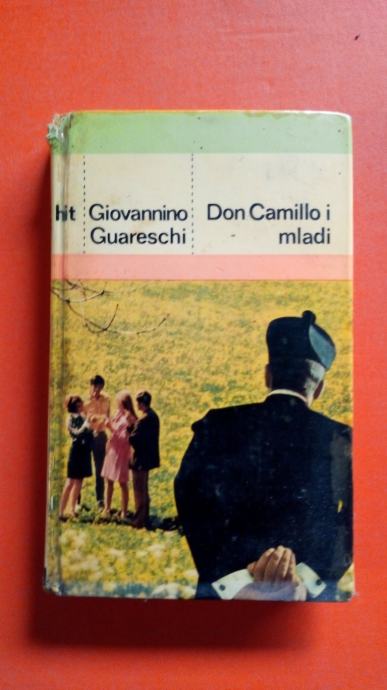 hit
Giovannino
Guareschi
Don Camillo i
mladi